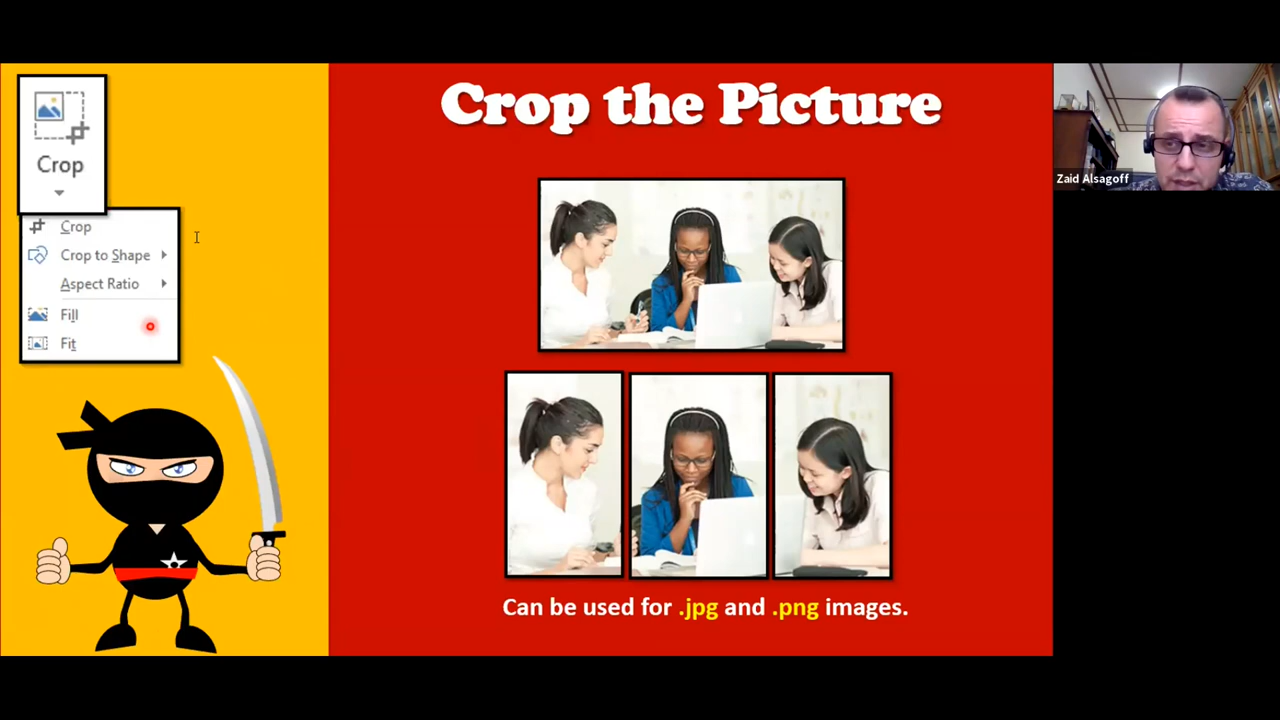 Crop
Crop
Crop to Shape
Aspect Ratio
Fill
Fit
Crop the Picture
Can be used for .jpg and .png images.
Zaid Alsagoff